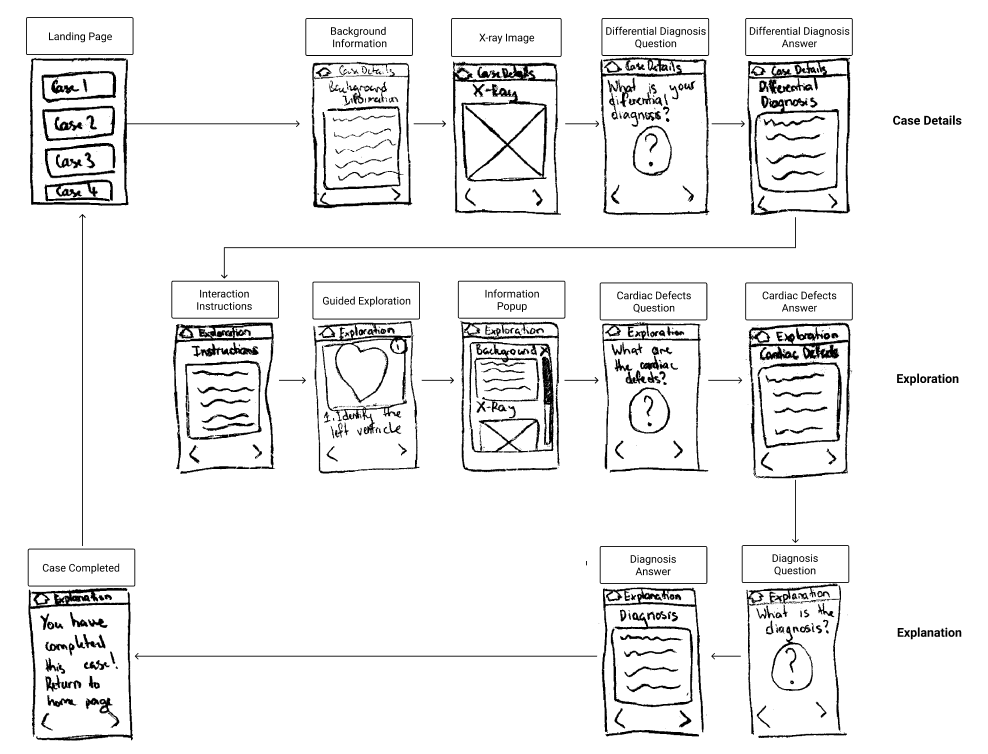 Landing Page
Case 1
Case 2
Case 3
Case 4
Background
Information
Case Details
Background
Information
X-ray Image
Case Details
X-Ray
Differential Diagnosis
Question
Case Details
What is your
differential
diagnosis?
?
Differential Diagnosis
Answer
Case Details
Differential
Diagnosis
Case Details
Interaction
Instructions
Exploration
Instructions
Guided Exploration
Exploration
1. Identify the
left ventricle
Information
Popup
Exploration
Background X
X-Ray
Cardiac Defects
Question
Exploration
What are
the cardiac
defects?
?
Cardiac Defects
Answer
Exploration
Cardiac Defects
Exploration
Case Completed
Explanation
You have
completed
this case!
Return to
home page
Diagnosis
Answer
Explanation
Diagnosis
Diagnosis
Question
Explanation
What is the
diagnosis?
?
Explanation